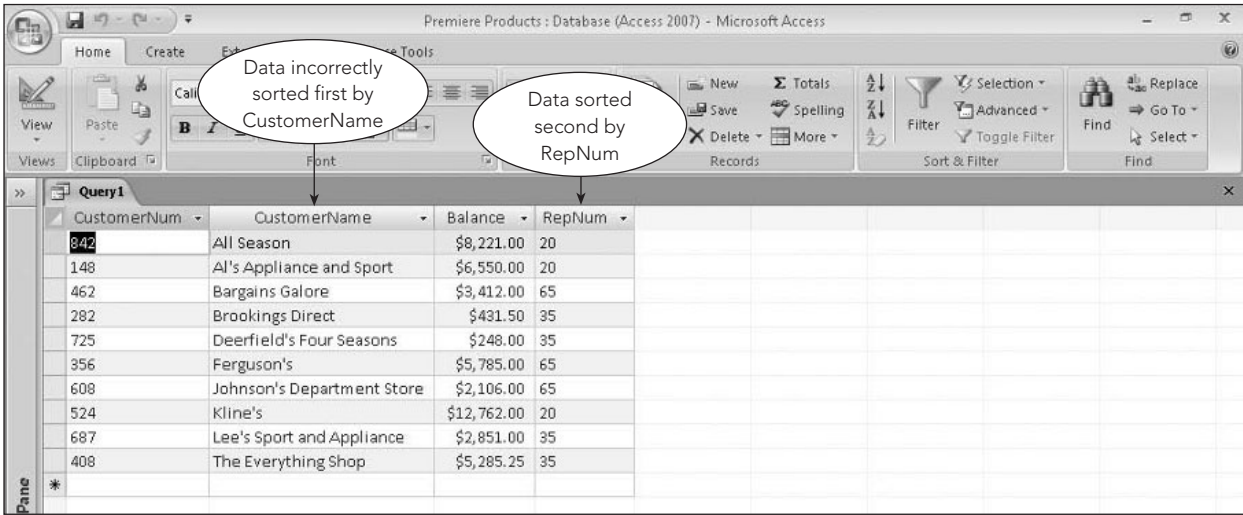 Premiere Products : Database (Access 2007) - Microsoft Access
Home Create Tools
Data incorrectly
sorted first by
CustomerName
Data sorted
second by
RepNum
View
Paste
Cali
B I
New
Save
Delete
Σ Totals
Spelling
More
Filter
Selection
Advanced
Toggle Filter
Find
Replace
Go To
Select
Views Clipboard Font Records Sort & Filter Find
» Query1 x
CustomerNum CustomerName Balance RepNum
842 All Season $8,221.00 20
148 Al's Appliance and Sport $6,550.00 20
462 Bargains Galore $3,412.00 65
282 Brookings Direct $431.50 35
725 Deerfield's Four Seasons $248.00 35
356 Ferguson's $5,785.00 65
608 Johnson's Department Store $2,106.00 65
524 Kline's $12,762.00 20
687 Lee's Sport and Appliance $2,851.00 35
408 The Everything Shop $5,285.25 35
*
Pane